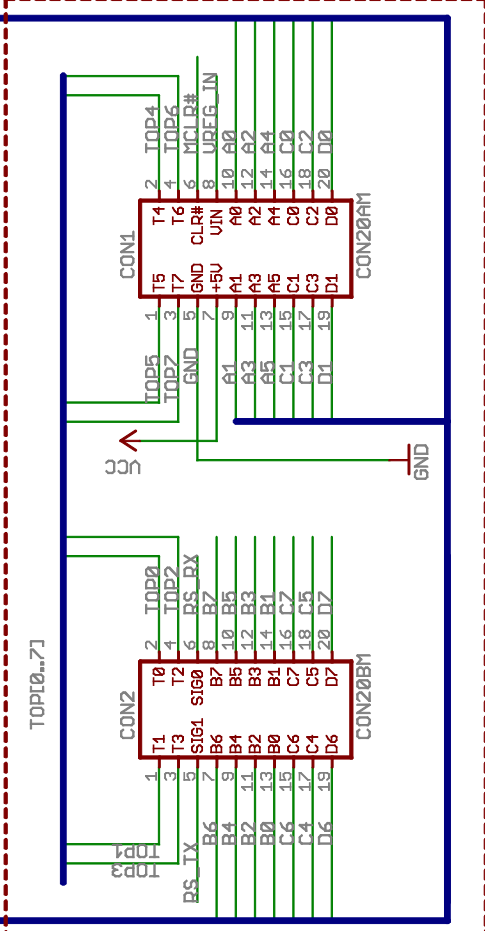 TOP4
TOP6
MCLR#
VREG_IN
A0
A2
A4
C0
C2
D0
2
4
6
8
10
12
14
16
18
20
T4
T6
CLR#
VIN
A0
A2
A4
C0
C2
D0
CON1
CON20AM
T5
T7
GND
+5V
A1
A3
A5
C1
C3
D1
1
3
5
7
9
11
13
15
17
19
TOP5
TOP7
GND
A1
A3
A5
C1
C3
D1
VCC
GND
TOP0
TOP2
RS_RX
B7
B5
B3
B1
C7
C5
D7
2
4
6
8
10
12
14
16
18
20
T0
T2
SIG0
B7
B5
B3
B1
C7
C5
D7
TOP[0..7]
CON2
CON20BM
T1
T3
SIG1
B6
B4
B2
B0
C6
C4
D6
1
3
5
7
9
11
13
15
17
19
TOP1
TOP3
RS_TX
B6
B4
B2
B0
C6
C4
D6